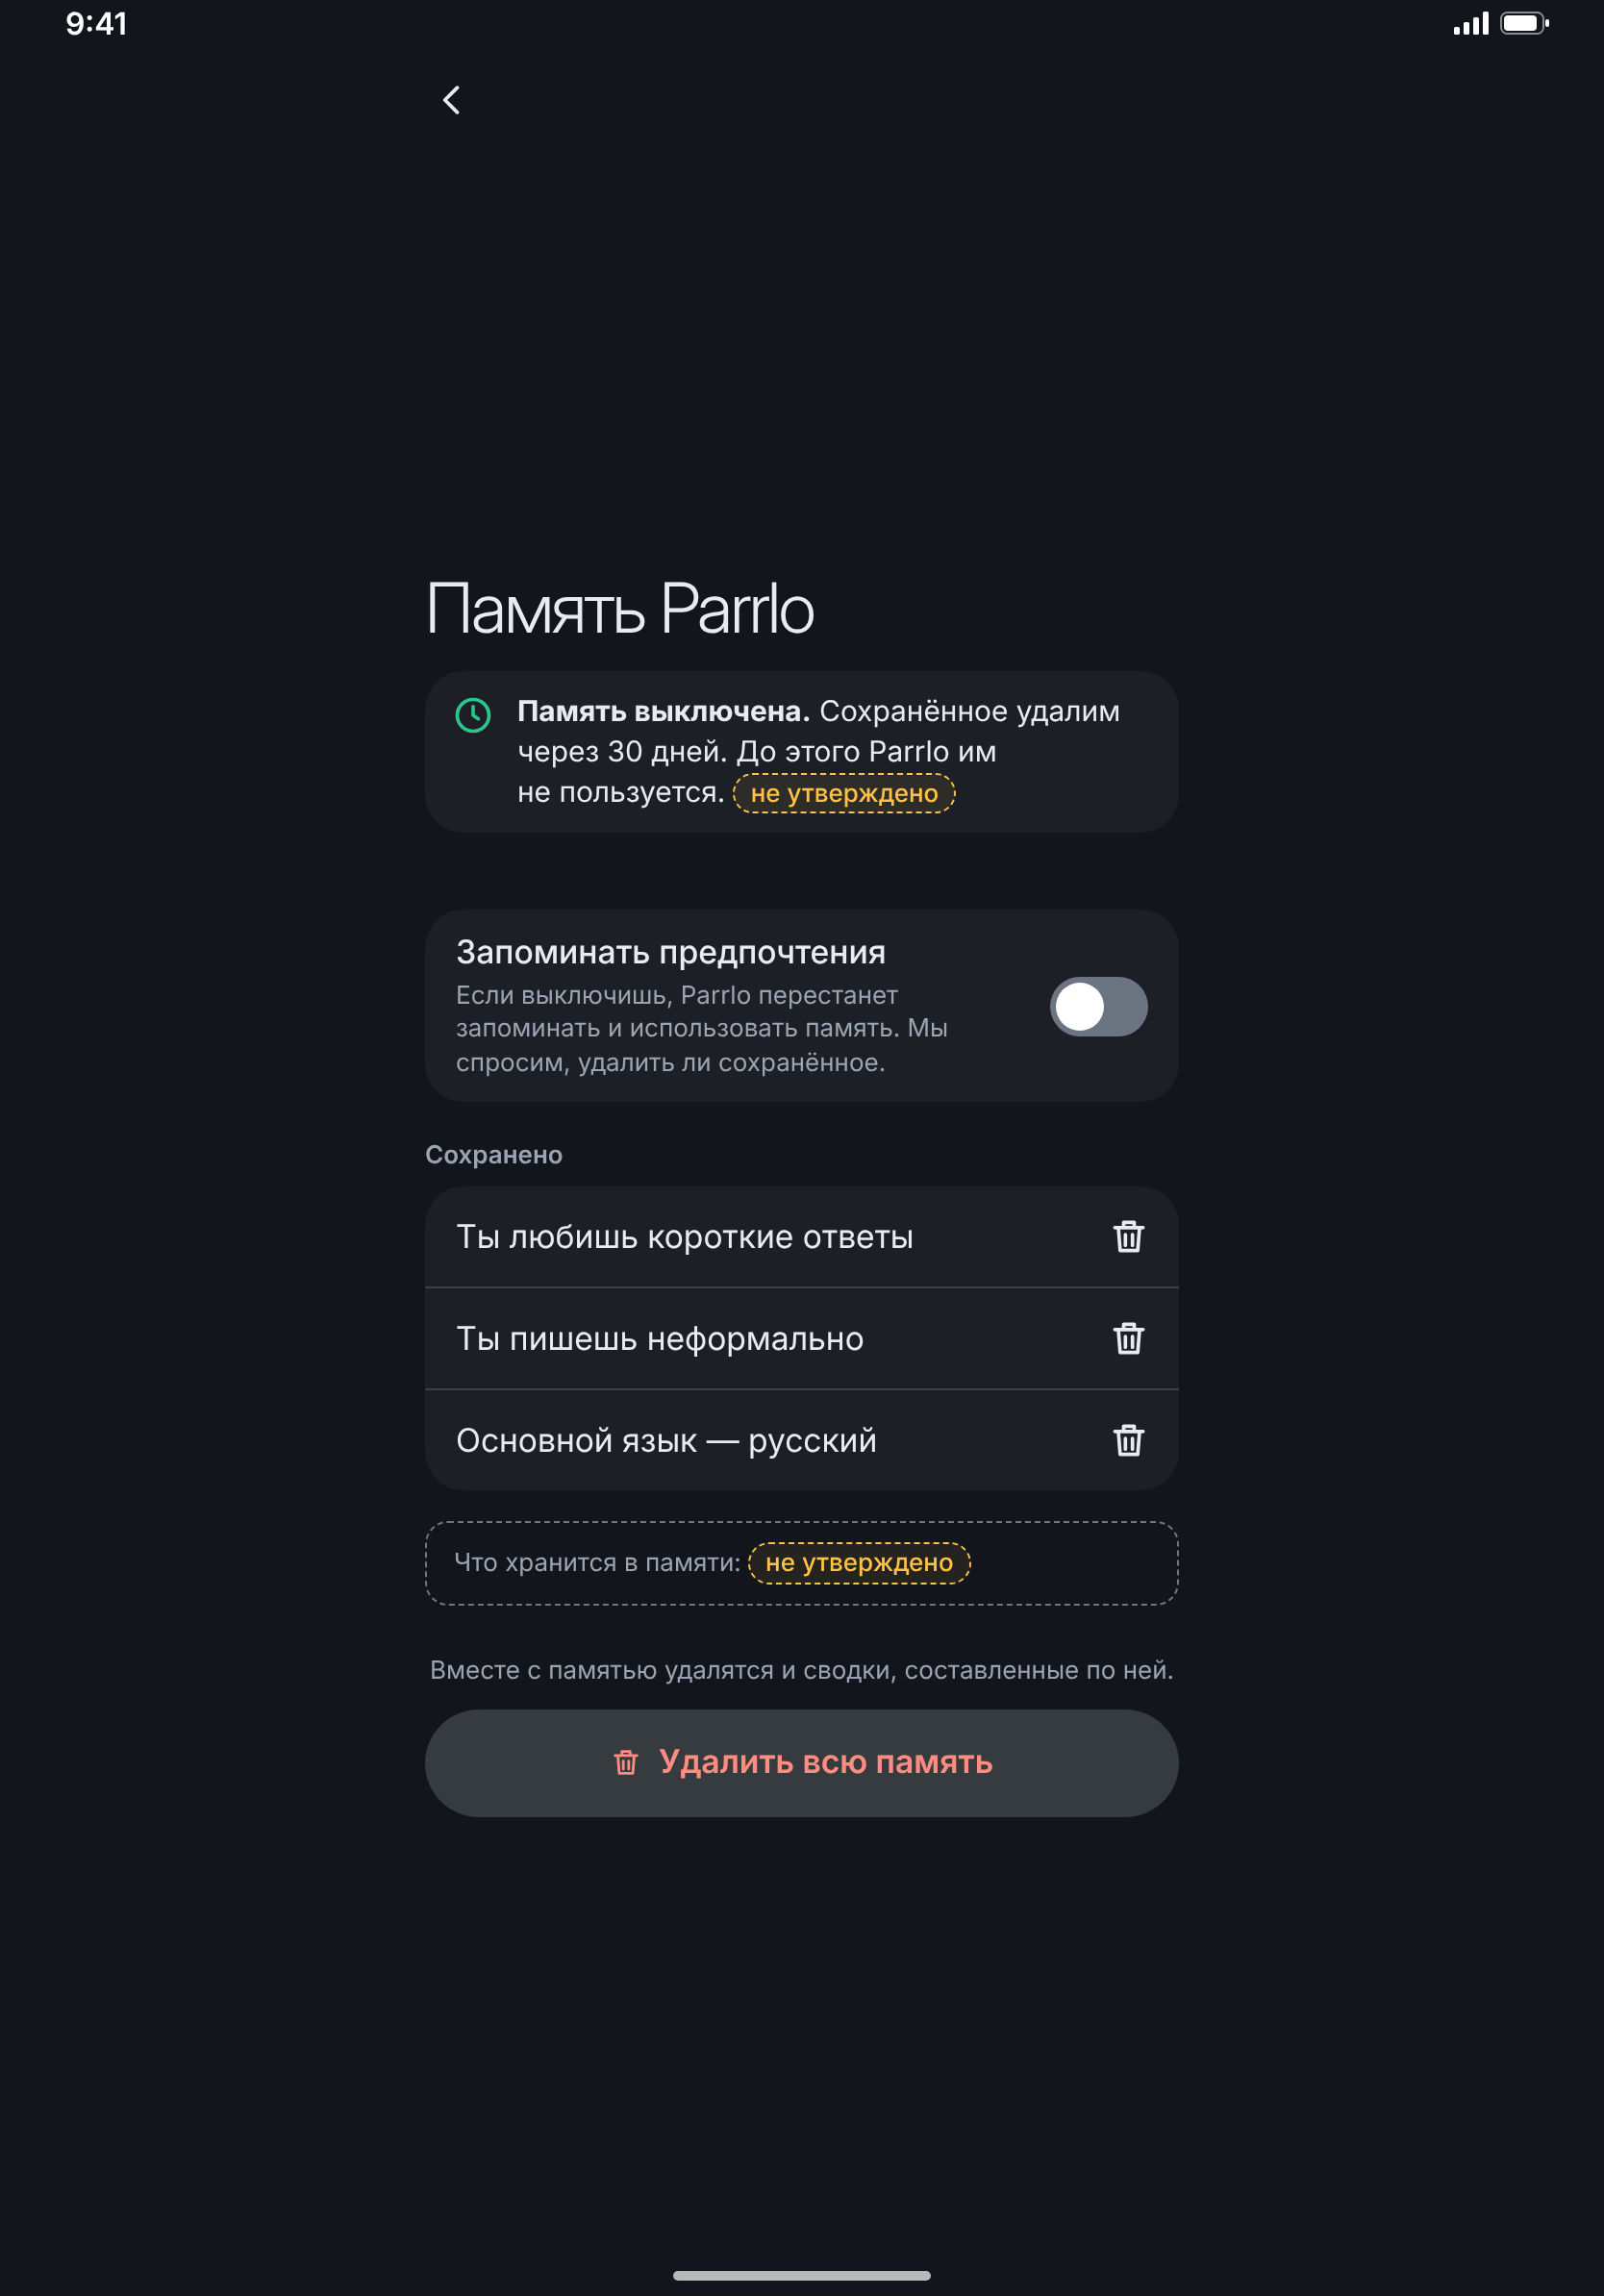 9:41
Память Parrlo
Память выключена. Сохранённое удалим
через 30 дней. До этого Parrlo им
не пользуется. не утверждено
Запоминать предпочтения
Если выключишь, Parrlo перестанет
запоминать и использовать память. Мы
спросим, удалить ли сохранённое.
Сохранено
Ты любишь короткие ответы
Ты пишешь неформально
Основной язык — русский
Что хранится в памяти: не утверждено
Вместе с памятью удалятся и сводки, составленные по ней.
Удалить всю память